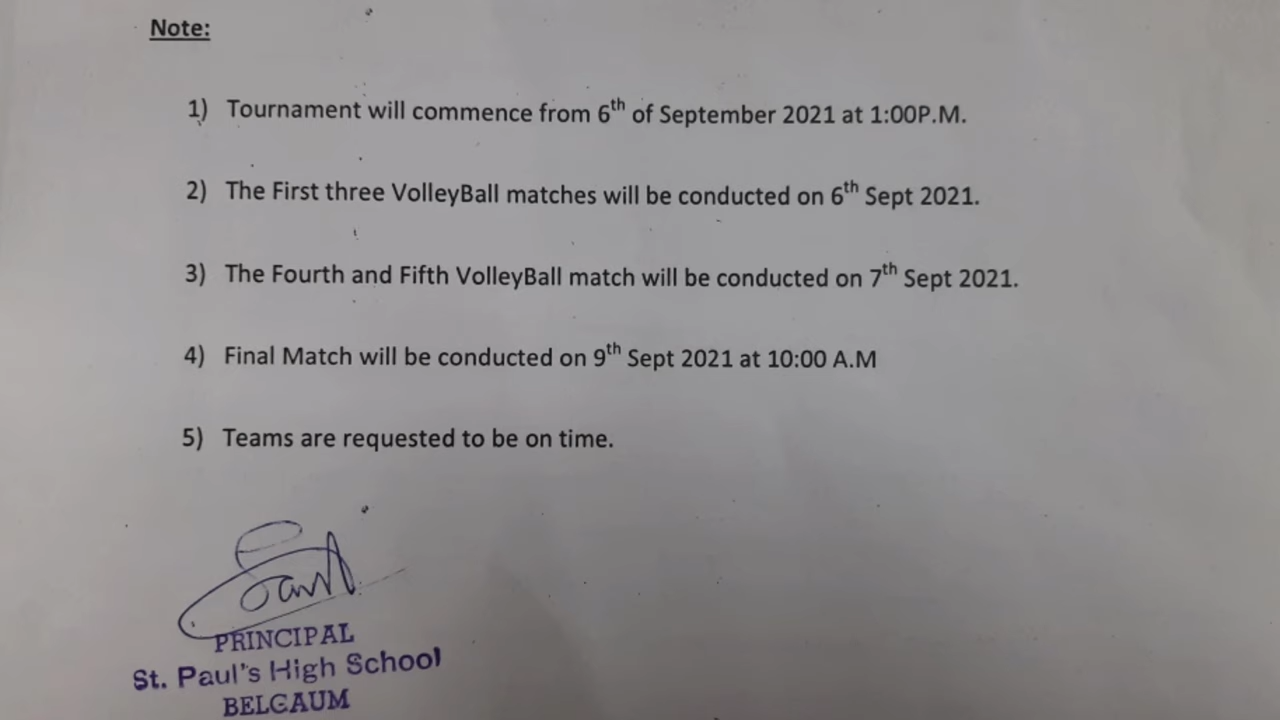 Note:
1) Tournament will commence from 6th of September 2021 at 1:00P.M.
2) The First three VolleyBall matches will be conducted on 6th Sept 2021.
3) The Fourth and Fifth VolleyBall match will be conducted on 7th Sept 2021.
4) Final Match will be conducted on 9th Sept 2021 at 10:00 A.M
5) Teams are requested to be on time.
PRINCIPAL
St. Paul's High School
BELGAUM